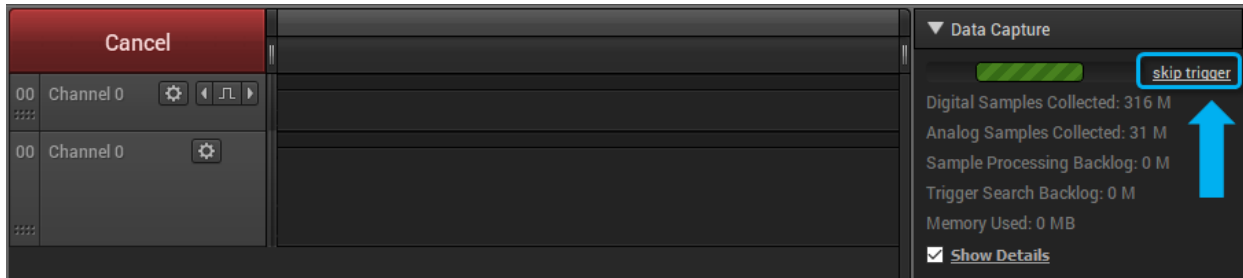 Cancel
00 Channel 0
00 Channel 0
Data Capture
skip trigger
Digital Samples Collected: 316 M
Analog Samples Collected: 31 M
Sample Processing Backlog: 0 M
Trigger Search Backlog: 0 M
Memory Used: 0 MB
Show Details